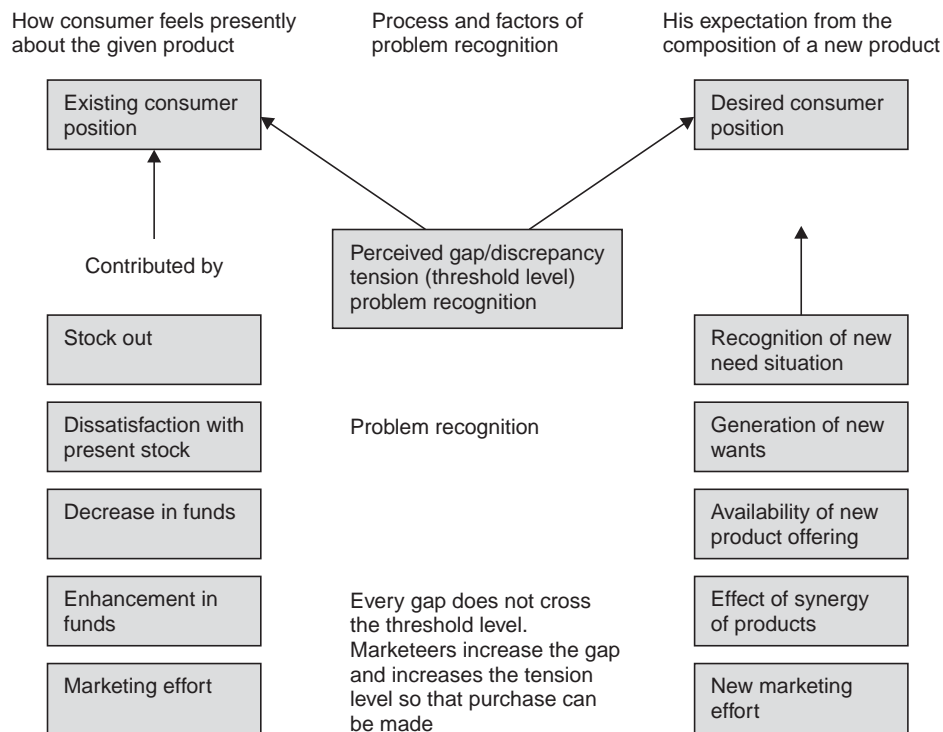 How consumer feels presently
about the given product
Process and factors of
problem recognition
His expectation from the
composition of a new product
Existing consumer
position
Desired consumer
position
Contributed by
Perceived gap/discrepancy
tension (threshold level)
problem recognition
Stock out
Recognition of new
need situation
Dissatisfaction with
present stock
Problem recognition
Generation of new
wants
Decrease in funds
Availability of new
product offering
Enhancement in
funds
Every gap does not cross
the threshold level.
Marketeers increase the gap
and increases the tension
level so that purchase can
be made
Effect of synergy
of products
Marketing effort
New marketing
effort